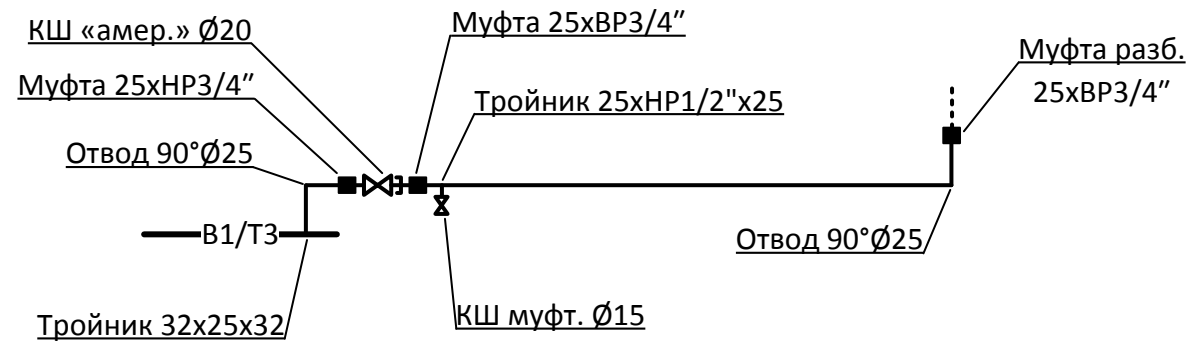 КШ «амер.» Ø20
Муфта 25хВР3/4”
Муфта разб.
25хВР3/4”
Муфта 25хНР3/4”
Тройник 25хНР1/2"х25
Отвод 90°Ø25
В1/Т3
Отвод 90°Ø25
Тройник 32х25х32
КШ муфт. Ø15